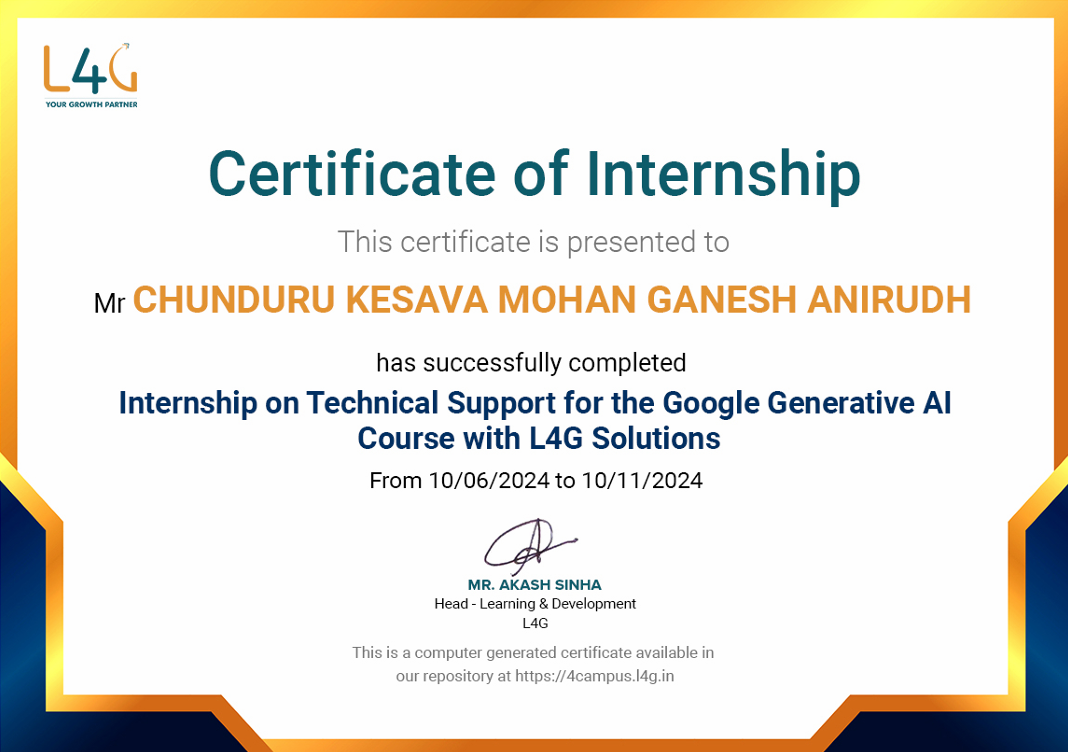 L4G
YOUR GROWTH PARTNER
Certificate of Internship
This certificate is presented to
Mr CHUNDURU KESAVA MOHAN GANESH ANIRUDH
has successfully completed
Internship on Technical Support for the Google Generative AI
Course with L4G Solutions
From 10/06/2024 to 10/11/2024
MR. AKASH SINHA
Head - Learning & Development
L4G
This is a computer generated certificate available in
our repository at https://4campus.l4g.in